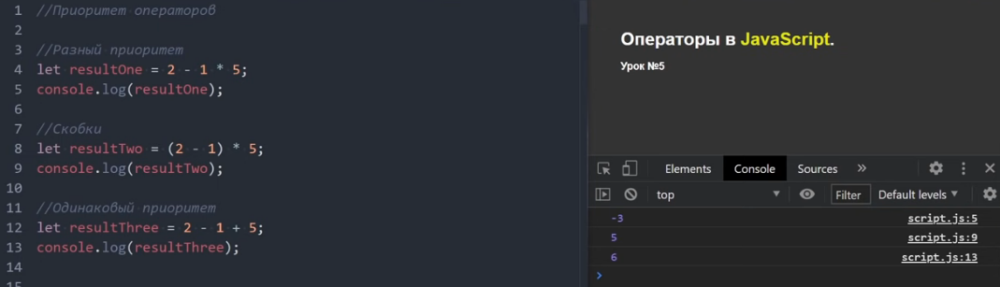 1 //Приоритет операторов
2
3 //Разный приоритет
4 let resultOne = 2 - 1 * 5;
5 console.log(resultOne);
6
7 //Скобки
8 let resultTwo = (2 - 1) * 5;
9 console.log(resultTwo);
10
11 //Одинаковый приоритет
12 let resultThree = 2 - 1 + 5;
13 console.log(resultThree);
14
15
Операторы в JavaScript.
Урок №5
Elements Console Sources »
top Filter Default levels
-3 script.js:5
5 script.js:9
6 script.js:13